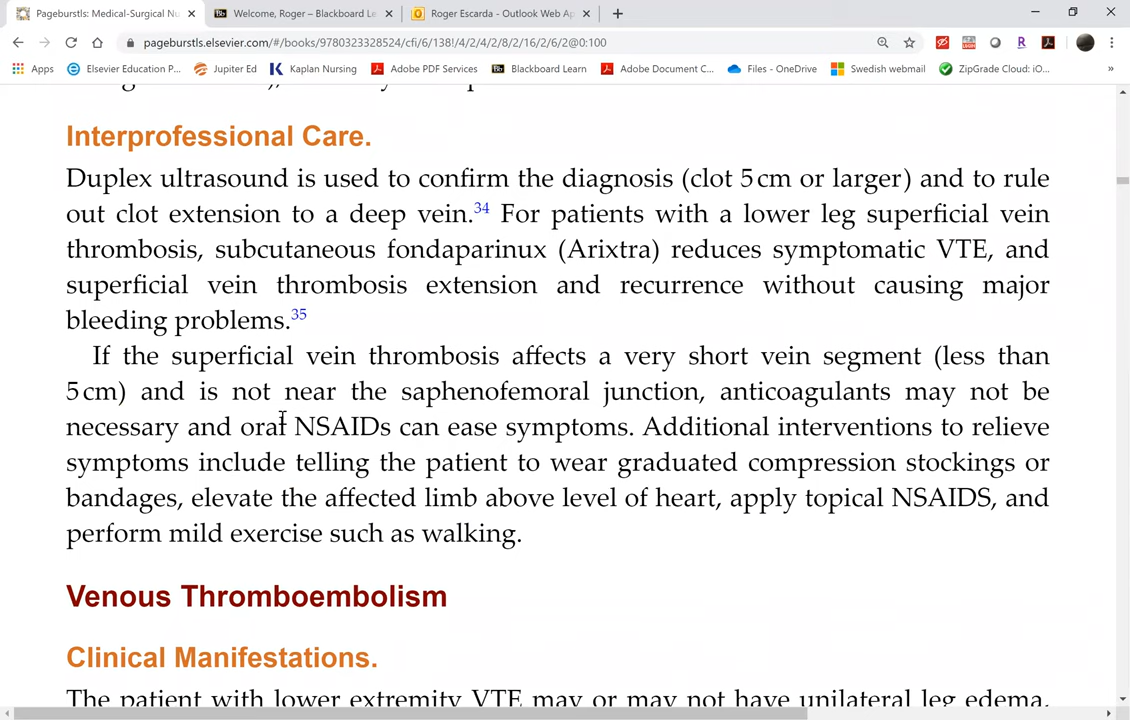 Pageburstls: Medical-Surgical Nu
Welcome, Roger – Blackboard Le
Roger Escarda - Outlook Web Ap
pageburstls.elsevier.com/#/books/9780323328524/cfi/6/138!/4/2/4/2/8/2/16/2/6/2@0:100
Apps
Elsevier Education P...
Jupiter Ed
Kaplan Nursing
Adobe PDF Services
Blackboard Learn
Adobe Document C...
Files - OneDrive
Swedish webmail
ZipGrade Cloud: iO...
Interprofessional Care.
Duplex ultrasound is used to confirm the diagnosis (clot 5 cm or larger) and to rule
out clot extension to a deep vein.34 For patients with a lower leg superficial vein
thrombosis, subcutaneous fondaparinux (Arixtra) reduces symptomatic VTE, and
superficial vein thrombosis extension and recurrence without causing major
bleeding problems.35
If the superficial vein thrombosis affects a very short vein segment (less than
5 cm) and is not near the saphenofemoral junction, anticoagulants may not be
necessary and oral NSAIDs can ease symptoms. Additional interventions to relieve
symptoms include telling the patient to wear graduated compression stockings or
bandages, elevate the affected limb above level of heart, apply topical NSAIDS, and
perform mild exercise such as walking.
Venous Thromboembolism
Clinical Manifestations.
The patient with lower extremity VTE may or may not have unilateral leg edema,